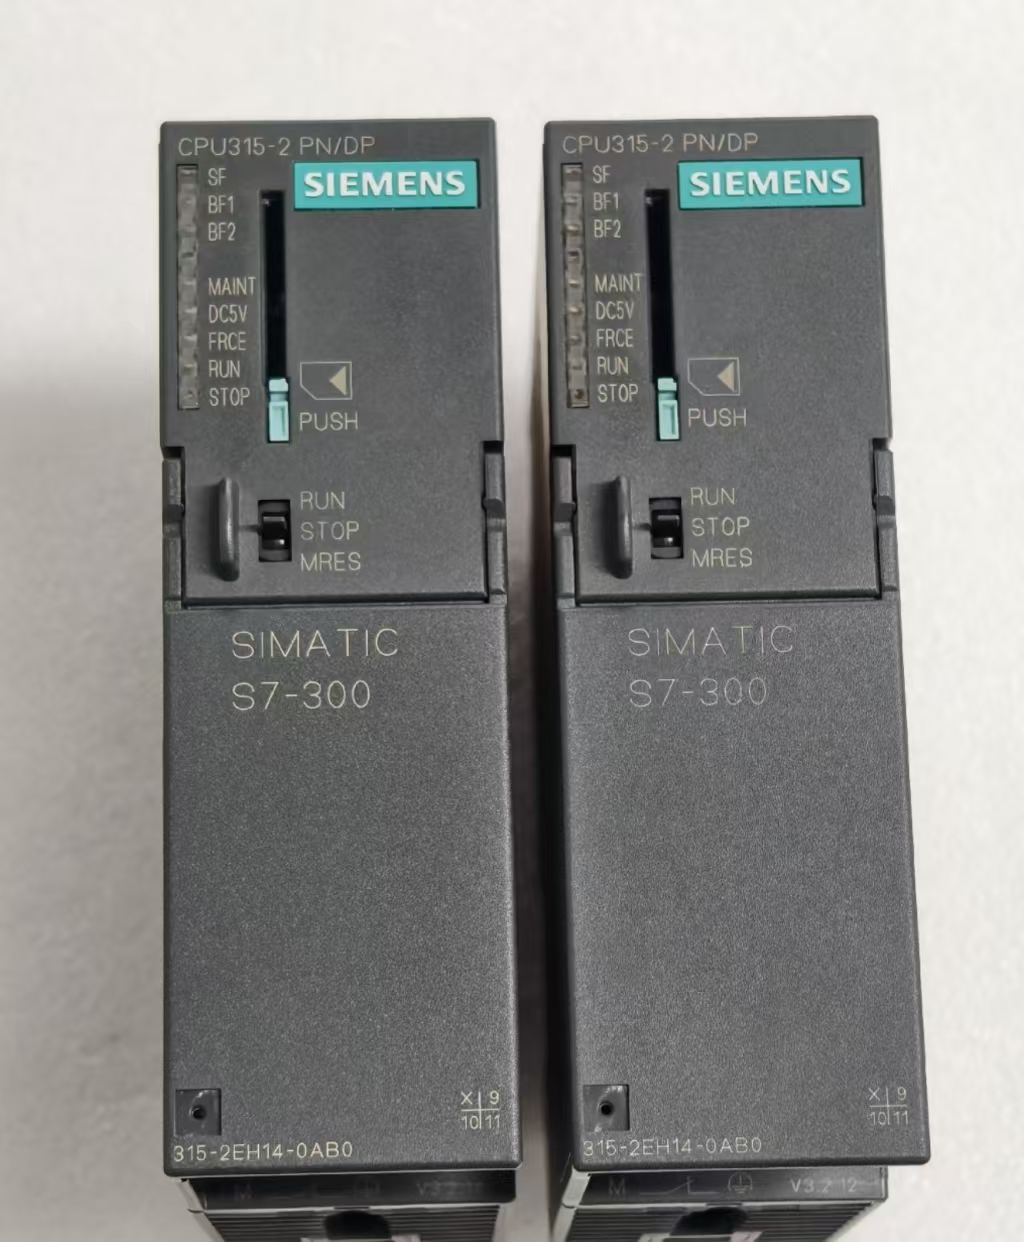 CPU315-2 PN/DP
SIEMENS
SF
BF1
BF2
MAINT
DC5V
FRCE
RUN
STOP
PUSH
RUN
STOP
MRES
SIMATIC
S7-300
X 9
10 11
315-2EH14-0AB0
M
CPU315-2 PN/DP
SIEMENS
SF
BF1
BF2
MAINT
DC5V
FRCE
RUN
STOP
PUSH
RUN
STOP
MRES
SIMATIC
S7-300
X 9
10 11
315-2EH14-0AB0
M L V3.2 12